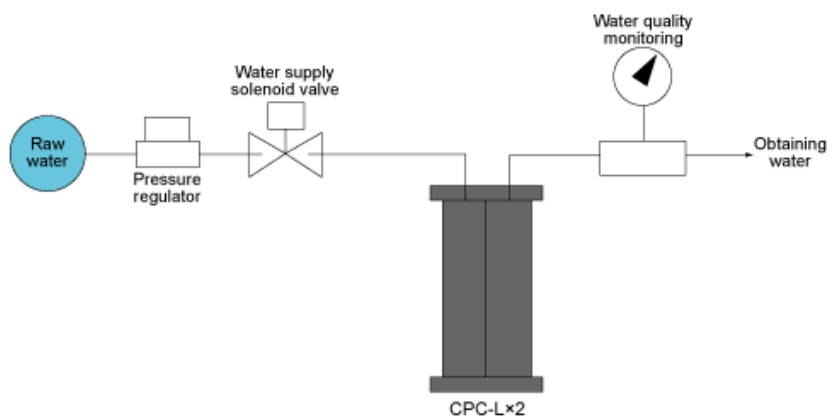 Water quality
monitoring
Water supply
solenoid valve
Raw
water
Pressure
regulator
Obtaining
water
CPC-L×2